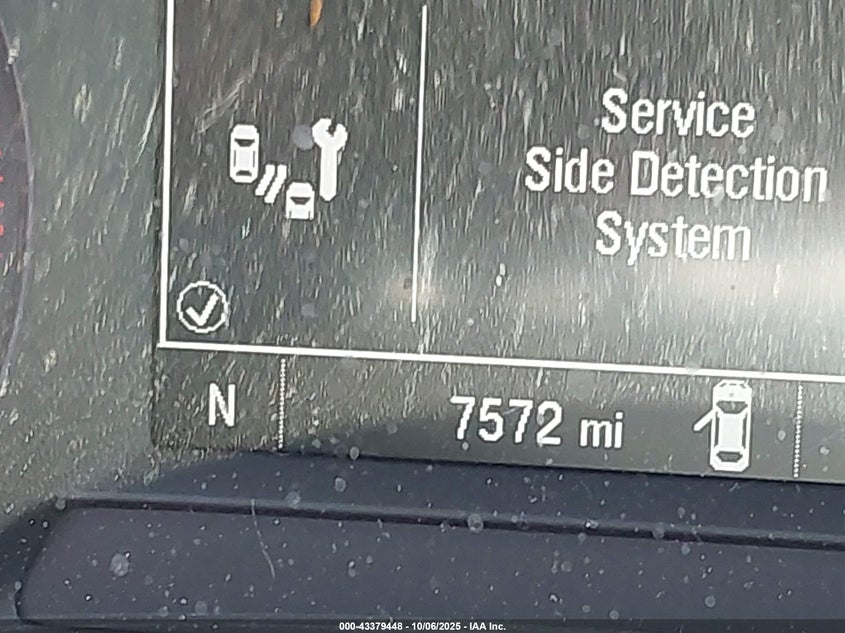 Service
Side Detection
System
N
7572 mi
000-43379448 - 10/06/2025 - IAA Inc.